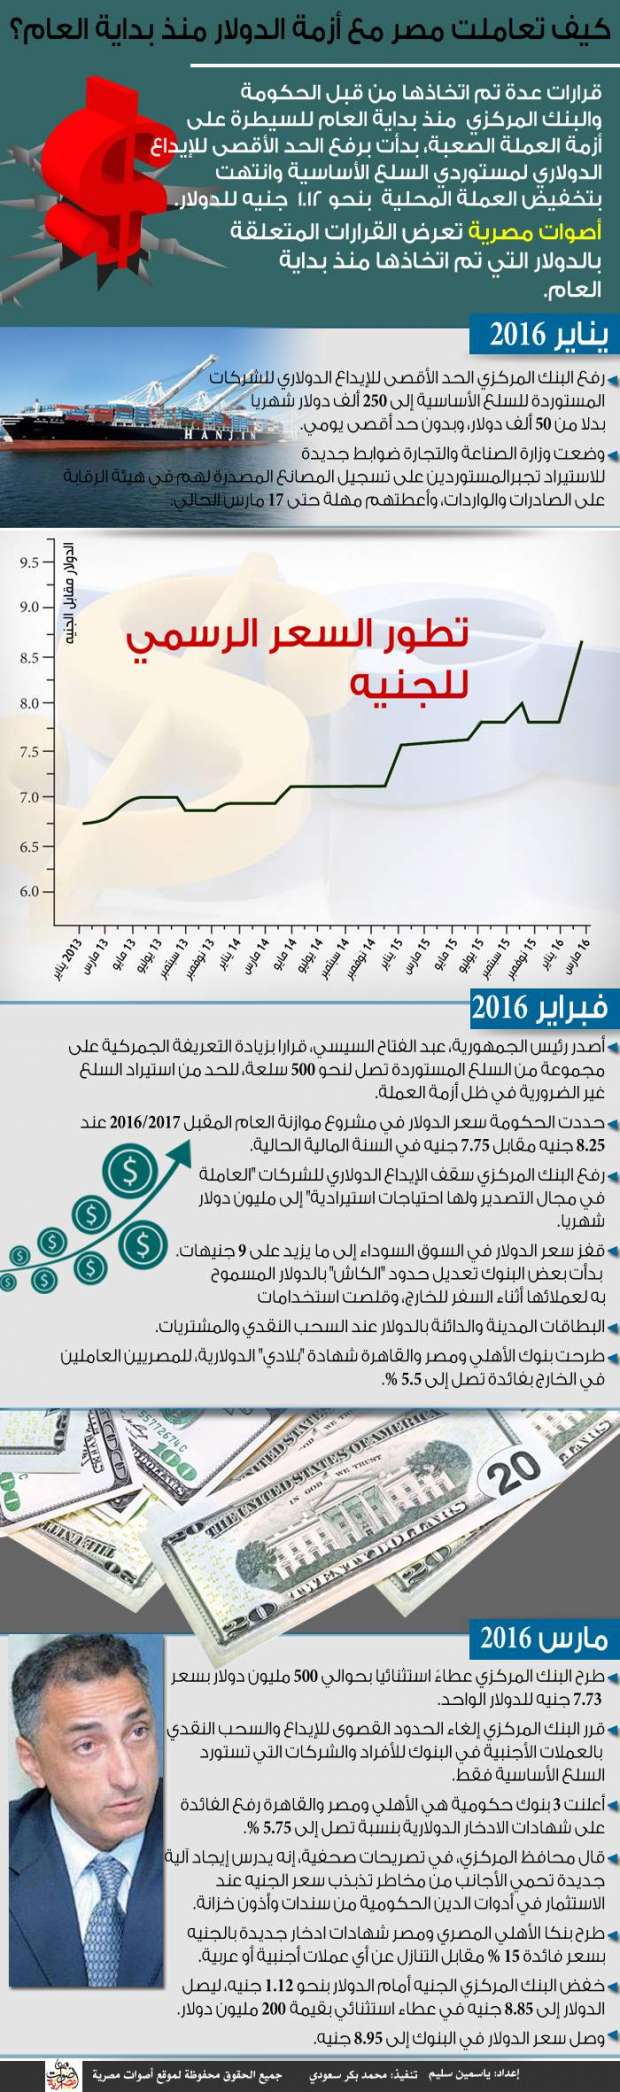 كيف تعاملت مصر مع أزمة الدولار منذ بداية العام؟
قرارات عدة تم اتخاذها من قبل الحكومة
والبنك المركزي منذ بداية العام للسيطرة على
أزمة العملة الصعبة، بدأت برفع الحد الأقصى للإيداع
الدولاري لمستوردي السلع الأساسية وانتهت
بتخفيض العملة المحلية بنحو ١.١٢ جنيه للدولار.
أصوات مصرية تعرض القرارات المتعلقة
بالدولار التي تم اتخاذها منذ بداية
العام.
يناير 2016
رفع البنك المركزي الحد الأقصى للإيداع الدولاري للشركات
المستوردة للسلع الأساسية إلى 250 ألف دولار شهريا
بدلا من 50 ألف دولار، وبدون حد أقصى يومي.
وضعت وزارة الصناعة والتجارة ضوابط جديدة
للاستيراد تجبرالمستوردين على تسجيل المصانع المصدرة لهم في هيئة الرقابة
على الصادرات والواردات، وأعطتهم مهلة حتى 17 مارس الحالي.
HANJIN
الدولار مقابل الجنيه
تطور السعر الرسمي
للجنيه
9.5
9.0
8.5
8.0
7.5
7.0
6.5
6.0
يناير 2013
مارس 13
مايو 13
يوليو 13
سبتمبر 13
نوفمبر 13
يناير 14
مارس 14
مايو 14
سبتمبر 14
نوفمبر 14
يناير 15
مارس 15
مايو 15
يوليو 15
سبتمبر 15
نوفمبر 15
يناير 16
مارس 16
فبراير 2016
أصدر رئيس الجمهورية، عبد الفتاح السيسي، قرارا بزيادة التعريفة الجمركية على
مجموعة من السلع المستوردة تصل لنحو 500 سلعة، للحد من استيراد السلع
غير الضرورية في ظل أزمة العملة.
حددت الحكومة سعر الدولار في مشروع موازنة العام المقبل 2016/2017 عند
8.25 جنيه مقابل 7.75 جنيه في السنة المالية الحالية.
رفع البنك المركزي سقف الإيداع الدولاري للشركات "العاملة
في مجال التصدير ولها احتياجات استيرادية" إلى مليون دولار
شهريا.
قفز سعر الدولار في السوق السوداء إلى ما يزيد على 9 جنيهات.
بدأت بعض البنوك تعديل حدود "الكاش" بالدولار المسموح
به لعملائها أثناء السفر للخارج، وقلصت استخدامات
البطاقات المدينة والدائنة بالدولار عند السحب النقدي والمشتريات.
طرحت بنوك الأهلي ومصر والقاهرة شهادة "بلادي" الدولارية، للمصريين العاملين
في الخارج بفائدة تصل إلى 5.5 %.
THE UNITED STATES OF AMERICA
IN GOD WE TRUST
20
20
مارس 2016
طرح البنك المركزي عطاءً استثنائيا بحوالي 500 مليون دولار بسعر
7.73 جنيه للدولار الواحد.
قرر البنك المركزي إلغاء الحدود القصوى للإيداع والسحب النقدي
بالعملات الأجنبية في البنوك للأفراد والشركات التي تستورد
السلع الأساسية فقط.
أعلنت 3 بنوك حكومية هي الأهلي ومصر والقاهرة رفع الفائدة
على شهادات الادخار الدولارية بنسبة تصل إلى 5.75 %.
قال محافظ المركزي، في تصريحات صحفية، إنه يدرس إيجاد آلية
جديدة تحمي الأجانب من مخاطر تذبذب سعر الجنيه عند
الاستثمار في أدوات الدين الحكومية من سندات وأذون خزانة.
طرح بنكا الأهلي المصري ومصر شهادات ادخار جديدة بالجنيه
بسعر فائدة 15 % مقابل التنازل عن أي عملات أجنبية أو عربية.
خفض البنك المركزي الجنيه أمام الدولار بنحو 1.12 جنيه، ليصل
الدولار إلى 8.85 جنيه في عطاء استثنائي بقيمة 200 مليون دولار.
وصل سعر الدولار في البنوك إلى 8.95 جنيه.
إعداد: ياسمين سليم تنفيذ: محمد بكر سعودي جميع الحقوق محفوظة لموقع أصوات مصرية